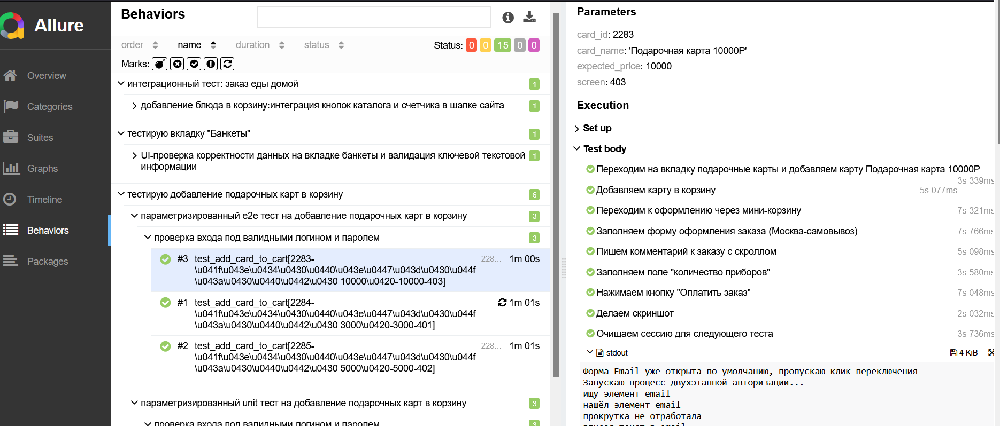 Allure
Overview
Categories
Suites
Graphs
Timeline
Behaviors
Packages
Behaviors
order name duration status Status: 0 0 15 0 0
Marks:
интеграционный тест: заказ еды домой 1
добавление блюда в корзину:интеграция кнопок каталога и счетчика в шапке сайта 1
тестирую вкладку "Банкеты" 1
UI-проверка корректности данных на вкладке банкеты и валидация ключевой текстовой 1
информации
тестирую добавление подарочных карт в корзину 6
параметризированный e2e тест на добавление подарочных карт в корзину 3
проверка входа под валидными логином и паролем 3
#3 test_add_card_to_cart[2283- 228... 1m 00s
\u041f\u043e\u0434\u0430\u0440\u043e\u0447\u043d\u0430\u044f
\u043a\u0430\u0440\u0442\u0430 10000\u0420-10000-403]
#1 test_add_card_to_cart[2284- ... 1m 01s
\u041f\u043e\u0434\u0430\u0440\u043e\u0447\u043d\u0430\u044f
\u043a\u0430\u0440\u0442\u0430 3000\u0420-3000-401]
#2 test_add_card_to_cart[2285- 228... 1m 01s
\u041f\u043e\u0434\u0430\u0440\u043e\u0447\u043d\u0430\u044f
\u043a\u0430\u0440\u0442\u0430 5000\u0420-5000-402]
параметризированный unit тест на добавление подарочных карт в корзину 3
проверка входа под валидными логином и паролем 3
Parameters
card_id: 2283
card_name: 'Подарочная карта 10000Р'
expected_price: 10000
screen: 403
Execution
Set up
Test body
Переходим на вкладку подарочные карты и добавляем карту Подарочная карта 10000Р
3s 339ms
Добавляем карту в корзину 5s 077ms
Переходим к оформлению через мини-корзину 7s 321ms
Заполняем форму оформления заказа (Москва-самовывоз) 7s 766ms
Пишем комментарий к заказу с скроллом 5s 098ms
Заполняем поле "количество приборов" 3s 580ms
Нажимаем кнопку "Оплатить заказ" 7s 048ms
Делаем скриншот 2s 032ms
Очищаем сессию для следующего теста 3s 736ms
stdout 4 KiB
Форма Email уже открыта по умолчанию, пропускаю клик переключения
Запускаю процесс двухэтапной авторизации...
ищу элемент email
нашёл элемент email
прокрутка не отработала